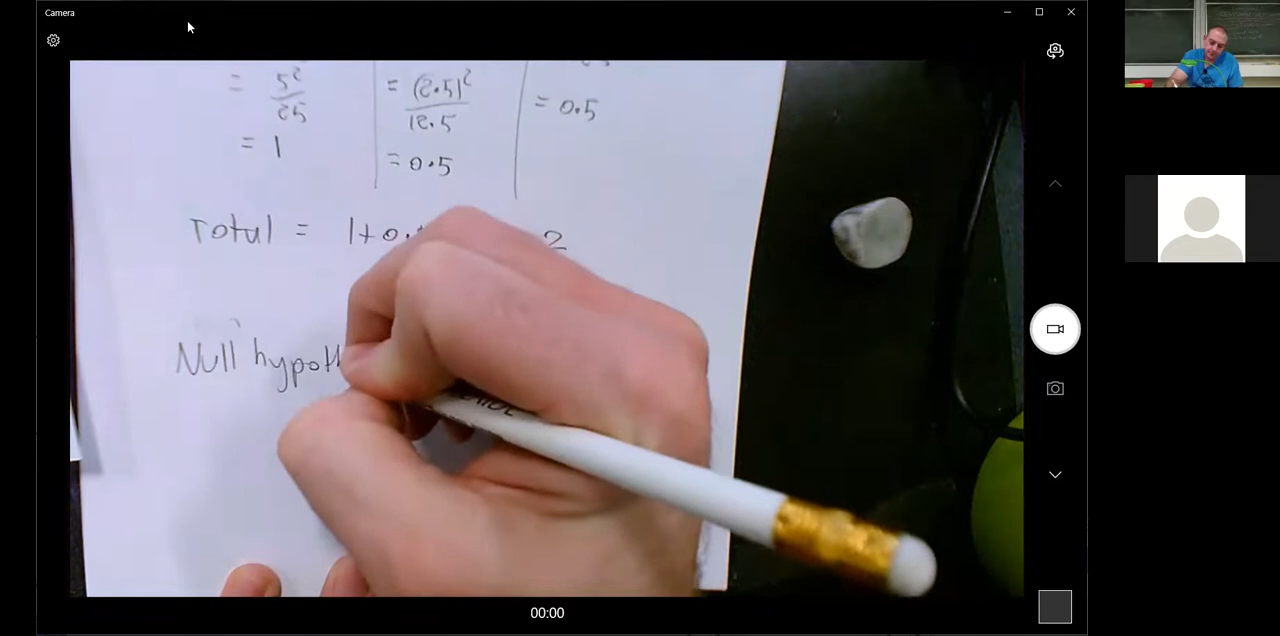 Camera
= 5² = (2.5)²
25 12.5 = 0.5
= 1 = 0.5
Total = 1+0. 2
Null hypoth
00:00